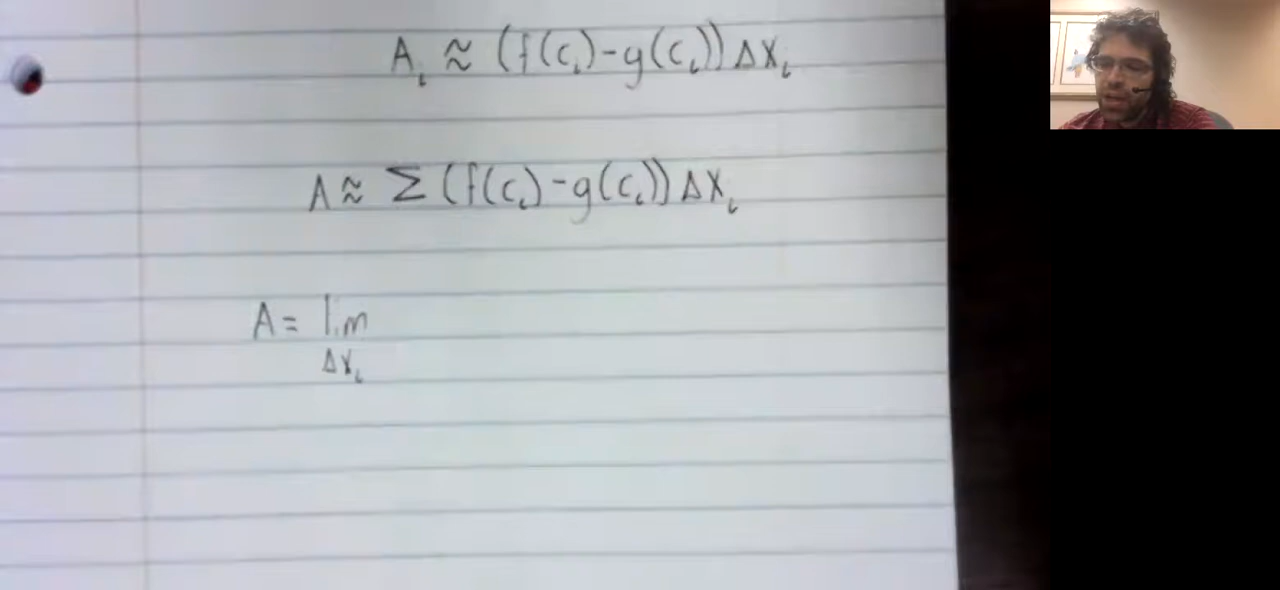 Aᵢ ≈ (f(cᵢ)-g(cᵢ)) Δxᵢ
A ≈ Σ (f(cᵢ)-g(cᵢ)) Δxᵢ
A = lim
Δxᵢ